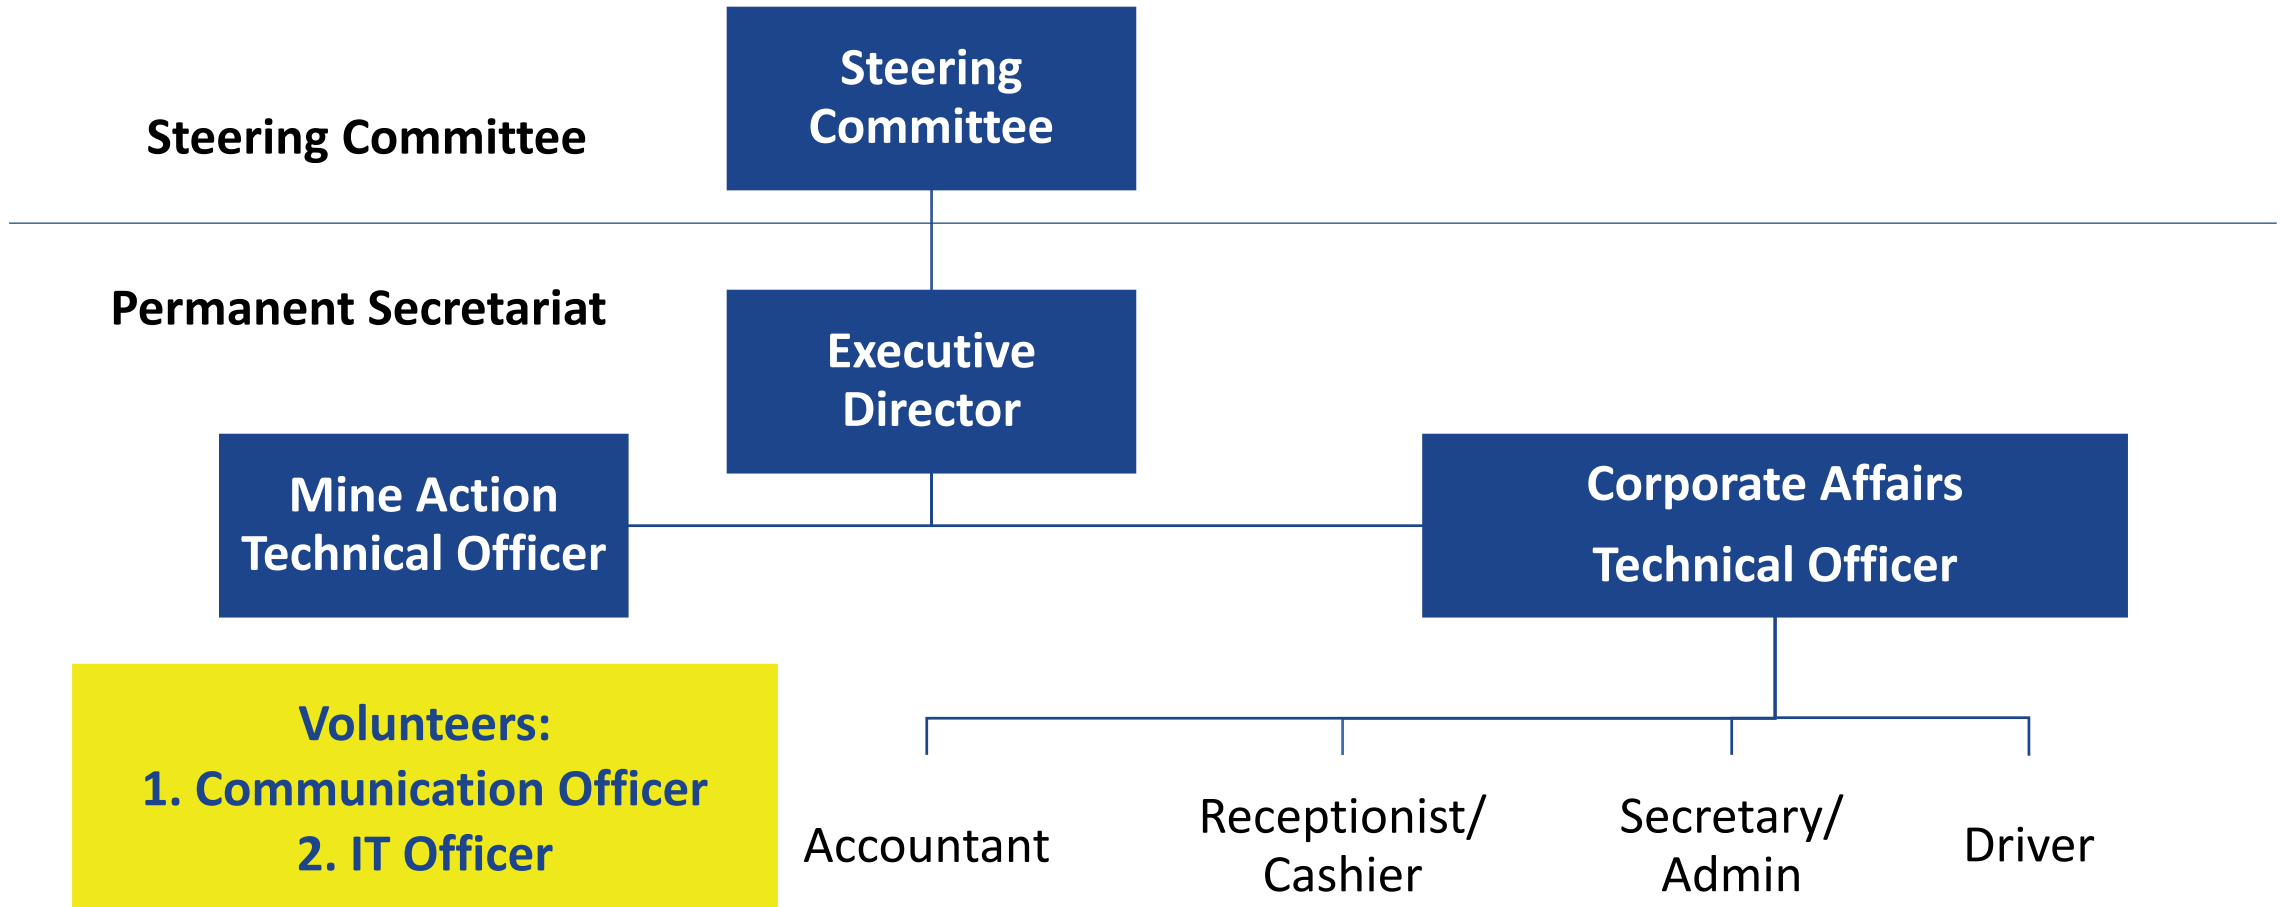 Steering
Committee
Steering Committee
Permanent Secretariat
Executive
Director
Mine Action
Technical Officer
Corporate Affairs
Technical Officer
Volunteers:
1. Communication Officer
2. IT Officer
Accountant
Receptionist/
Cashier
Secretary/
Admin
Driver